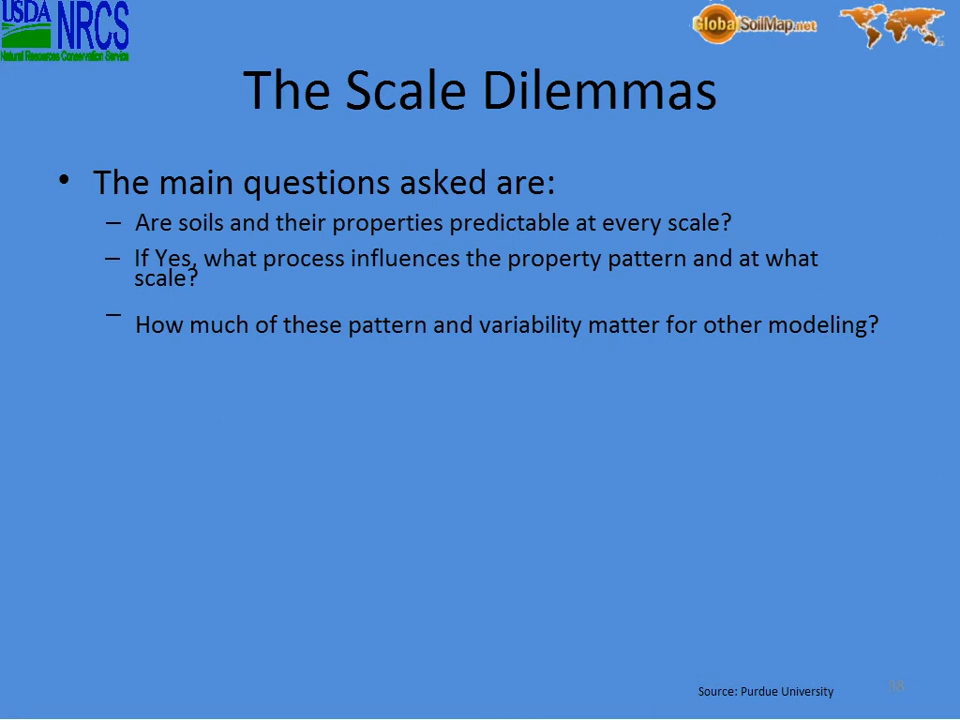 USDA
NRCS
Natural Resources Conservation Service
GlobalSoilMap.net
The Scale Dilemmas
• The main questions asked are:
– Are soils and their properties predictable at every scale?
– If Yes, what process influences the property pattern and at what
scale?
– How much of these pattern and variability matter for other modeling?
Source: Purdue University
38